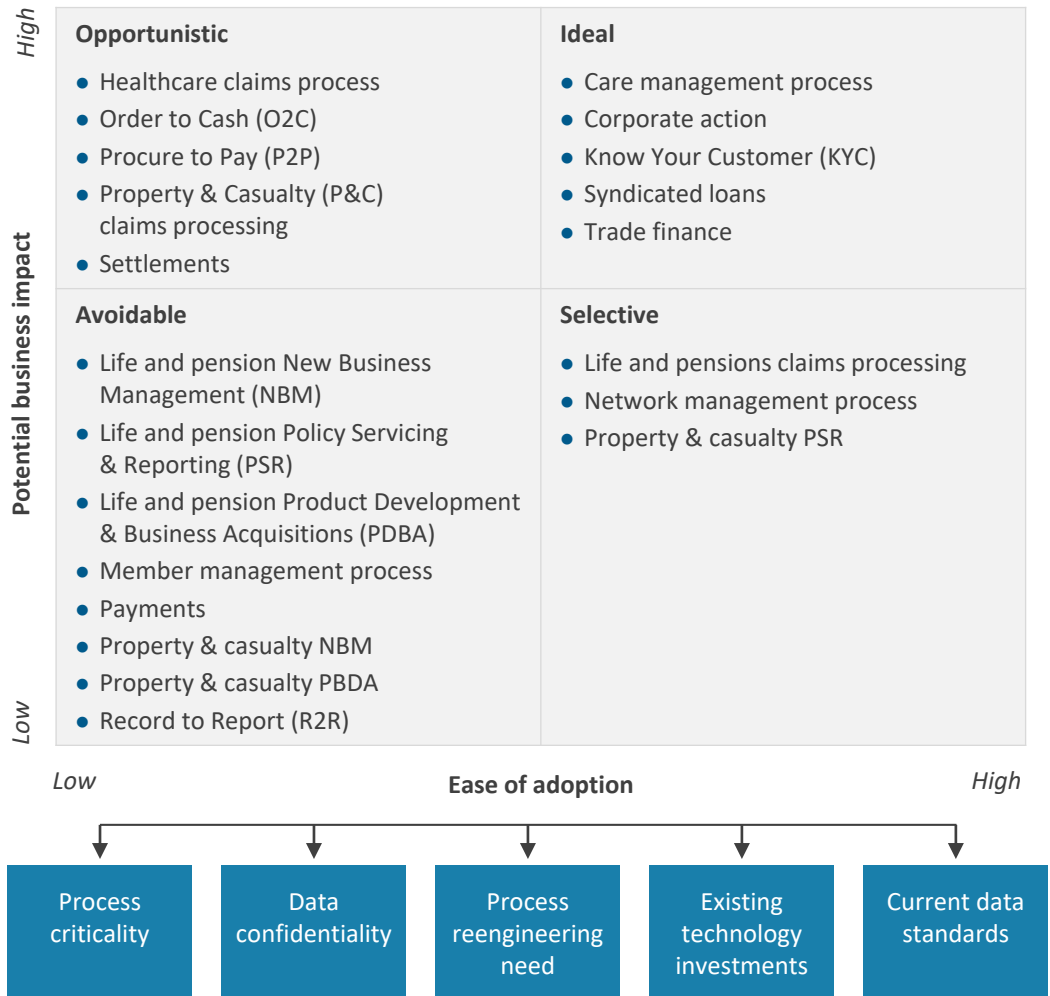 High
Potential business impact
Low
Opportunistic
● Healthcare claims process
● Order to Cash (O2C)
● Procure to Pay (P2P)
● Property & Casualty (P&C)
claims processing
● Settlements
Ideal
● Care management process
● Corporate action
● Know Your Customer (KYC)
● Syndicated loans
● Trade finance
Avoidable
● Life and pension New Business
Management (NBM)
● Life and pension Policy Servicing
& Reporting (PSR)
● Life and pension Product Development
& Business Acquisitions (PDBA)
● Member management process
● Payments
● Property & casualty NBM
● Property & casualty PBDA
● Record to Report (R2R)
Selective
● Life and pensions claims processing
● Network management process
● Property & casualty PSR
Low
Ease of adoption
High
Process
criticality
Data
confidentiality
Process
reengineering
need
Existing
technology
investments
Current data
standards